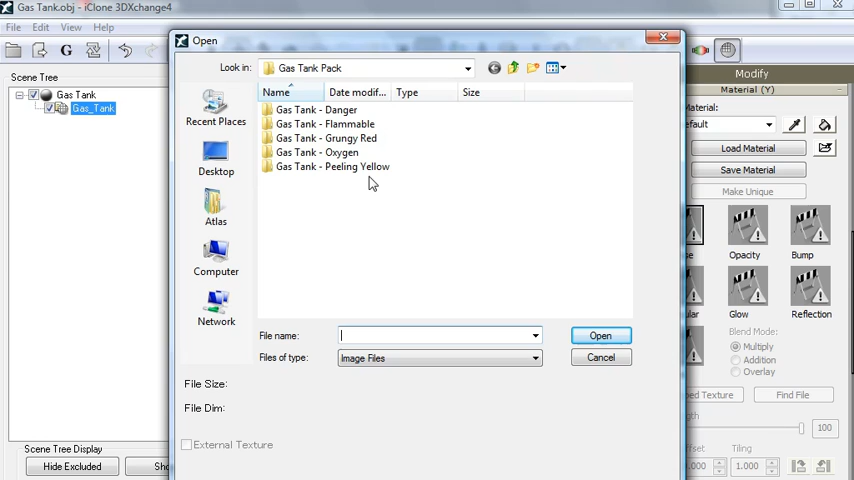 Gas Tank.obj - iClone 3DXchange4
File Edit View Help
G
Scene Tree
Gas Tank
Gas_Tank
Scene Tree Display
Hide Excluded
Open
Look in: Gas Tank Pack
Name Date modif... Type Size
Recent Places
Desktop
Atlas
Computer
Network
Gas Tank - Danger
Gas Tank - Flammable
Gas Tank - Grungy Red
Gas Tank - Oxygen
Gas Tank - Peeling Yellow
File name:
Open
Files of type: Image Files
Cancel
File Size:
File Dim:
External Texture
Modify
Material (Y)
Material:
Load Material
Save Material
Make Unique
Opacity Bump
Glow Reflection
Blend Mode:
Multiply
Addition
Overlay
Texture Find File
100
Tiling
1.000